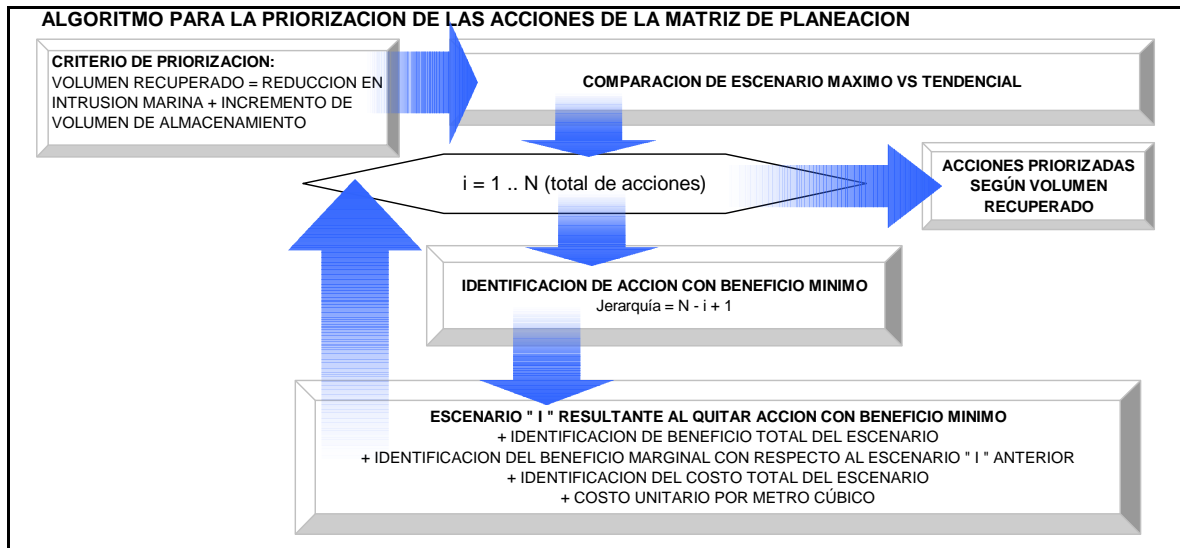 ALGORITMO PARA LA PRIORIZACION DE LAS ACCIONES DE LA MATRIZ DE PLANEACION
CRITERIO DE PRIORIZACION:
VOLUMEN RECUPERADO = REDUCCION EN
INTRUSION MARINA + INCREMENTO DE
VOLUMEN DE ALMACENAMIENTO
COMPARACION DE ESCENARIO MAXIMO VS TENDENCIAL
i = 1 .. N (total de acciones)
ACCIONES PRIORIZADAS
SEGÚN VOLUMEN
RECUPERADO
IDENTIFICACION DE ACCION CON BENEFICIO MINIMO
Jerarquía = N - i + 1
ESCENARIO " I " RESULTANTE AL QUITAR ACCION CON BENEFICIO MINIMO
+ IDENTIFICACION DE BENEFICIO TOTAL DEL ESCENARIO
+ IDENTIFICACION DEL BENEFICIO MARGINAL CON RESPECTO AL ESCENARIO " I " ANTERIOR
+ IDENTIFICACION DEL COSTO TOTAL DEL ESCENARIO
+ COSTO UNITARIO POR METRO CÚBICO